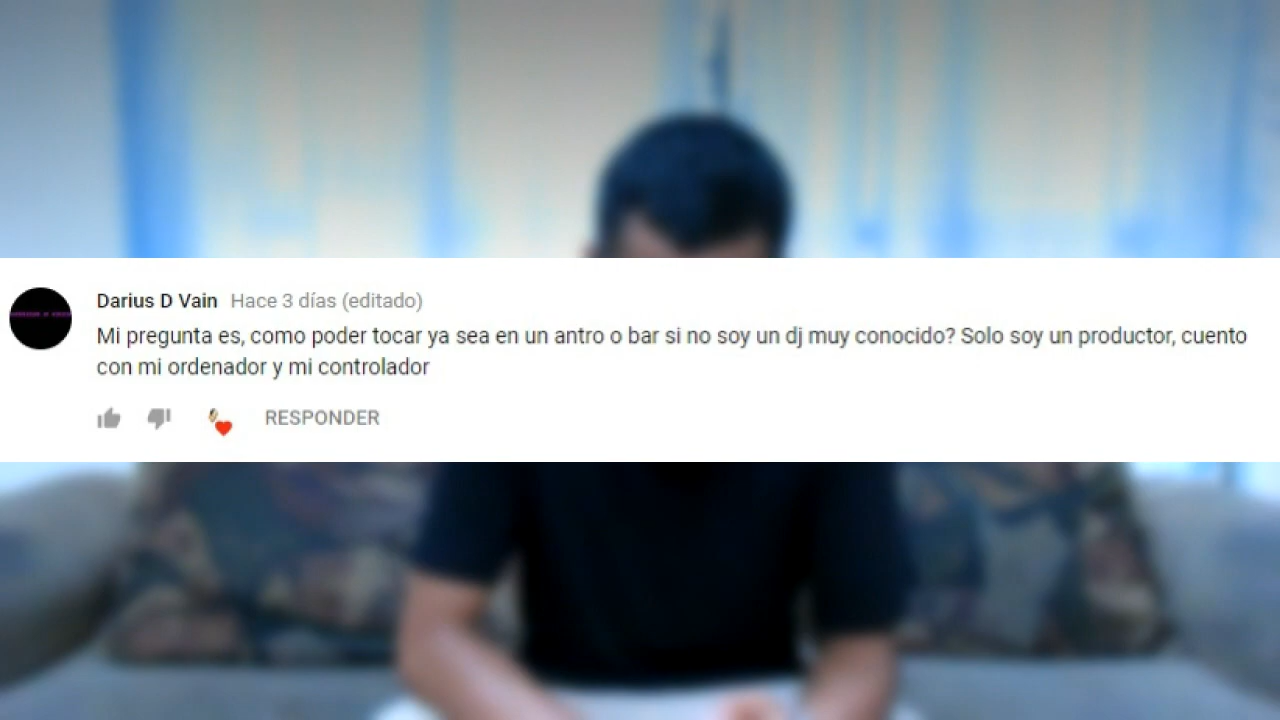 Darius D Vain Hace 3 días (editado)
Mi pregunta es, como poder tocar ya sea en un antro o bar si no soy un dj muy conocido? Solo soy un productor, cuento
con mi ordenador y mi controlador
RESPONDER